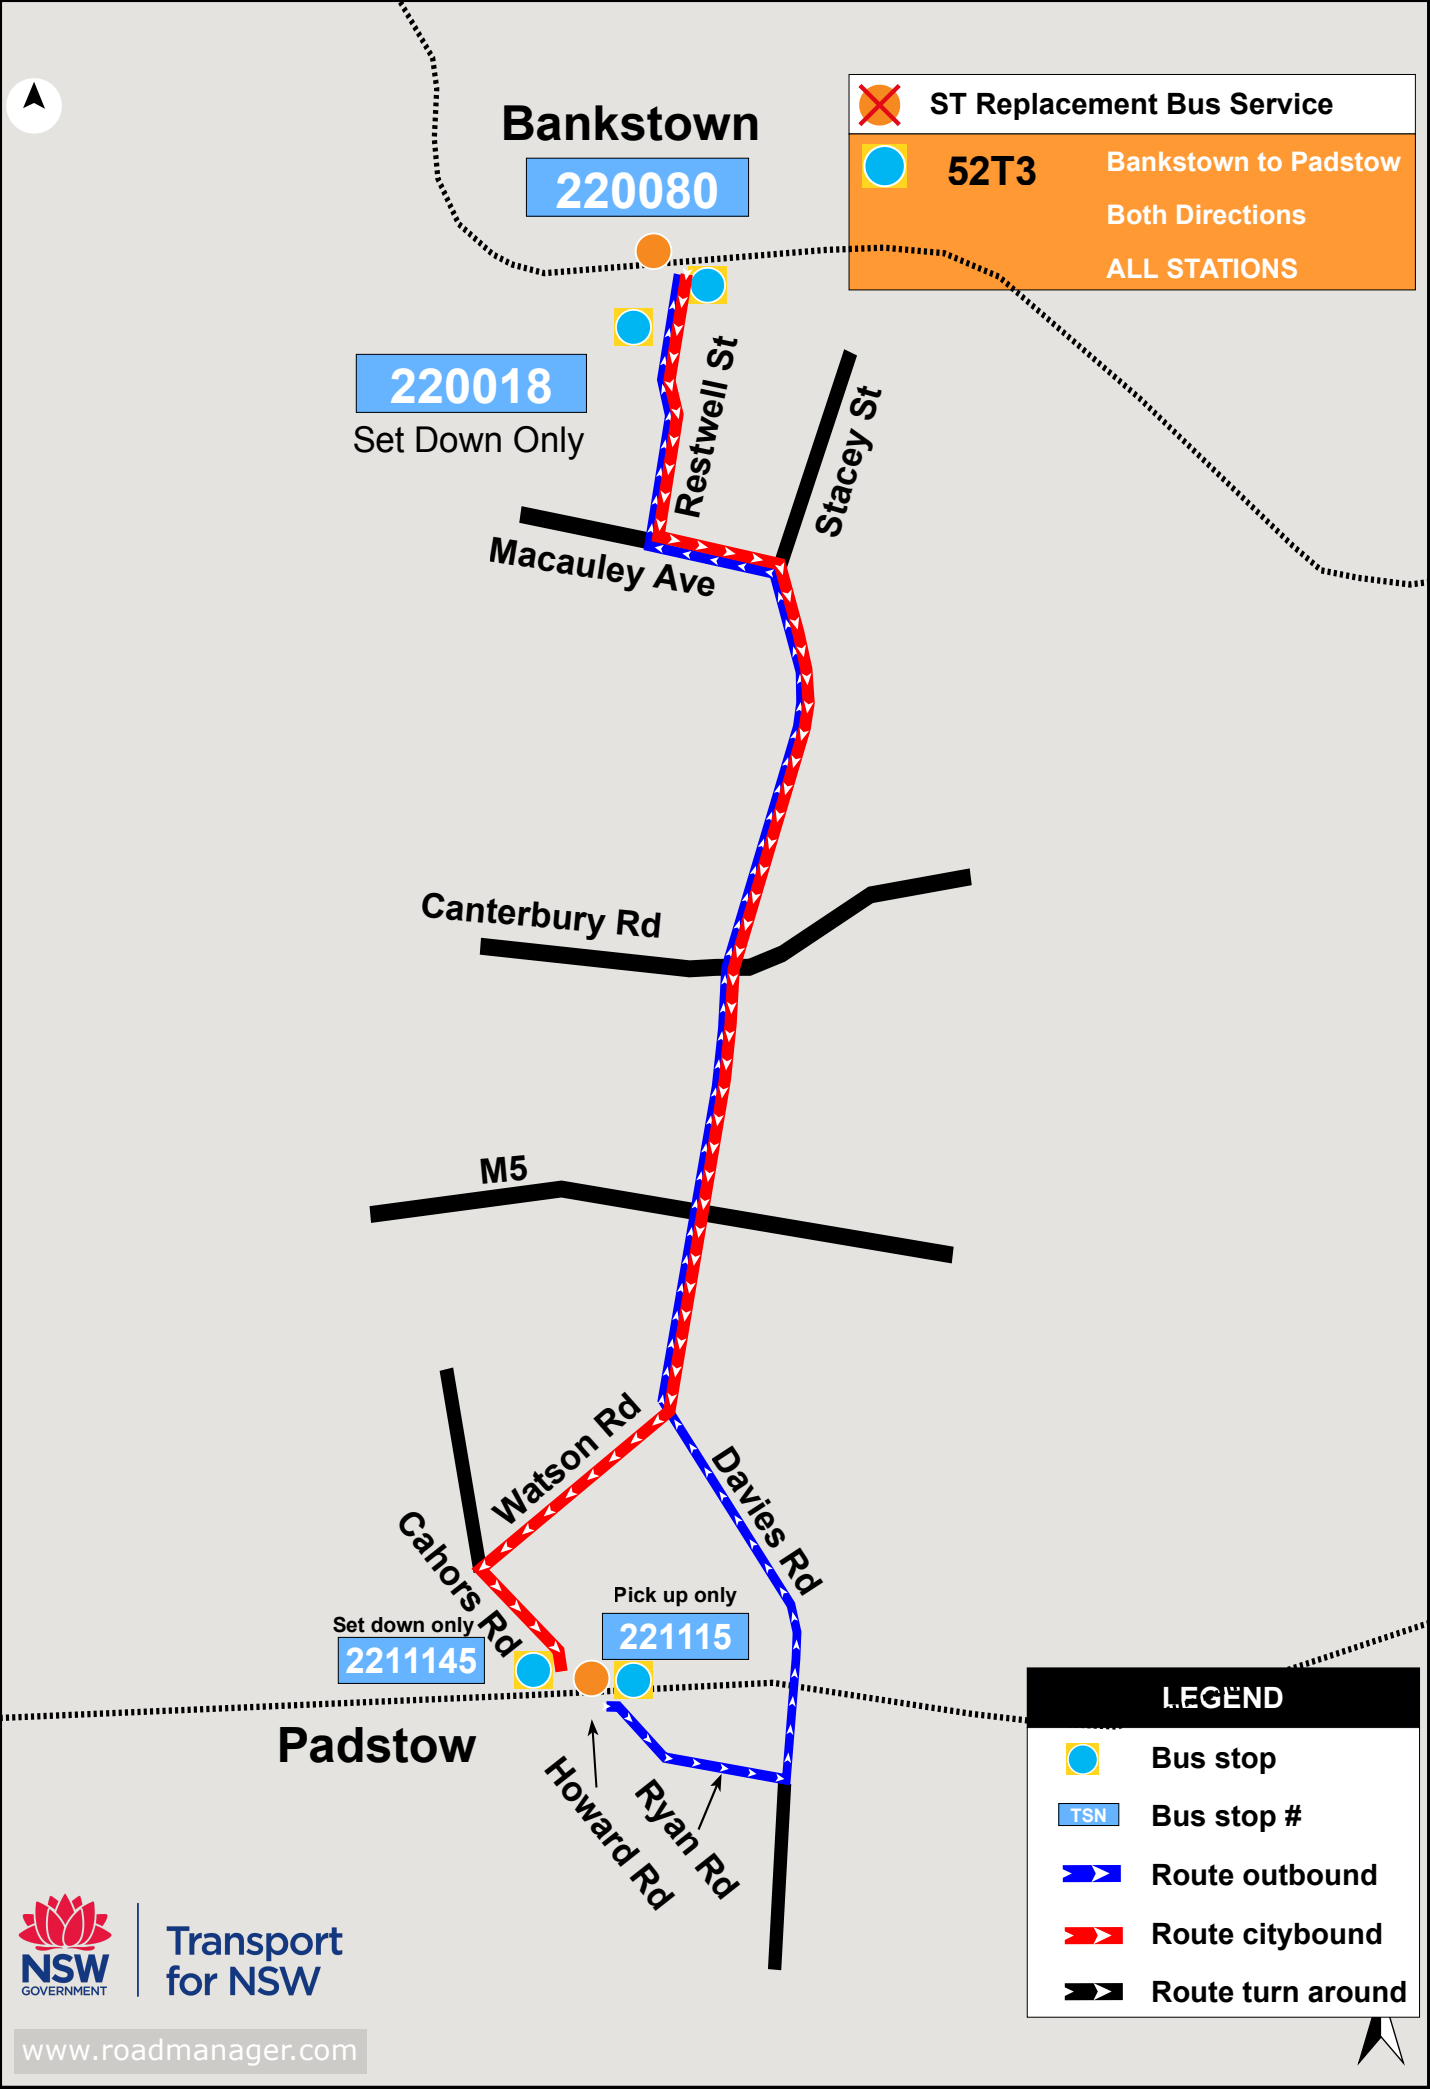 Bankstown
220080
ST Replacement Bus Service
52T3
Bankstown to Padstow
Both Directions
ALL STATIONS
220018
Set Down Only
Restwell St
Stacey St
Macauley Ave
Canterbury Rd
M5
Watson Rd
Davies Rd
Cahors Rd
Pick up only
221115
Set down only
2211145
Padstow
Howard Rd
Ryan Rd
LEGEND
Bus stop
TSN
Bus stop #
Route outbound
Route citybound
Route turn around
NSW
GOVERNMENT
Transport
for NSW
www.roadmanager.com